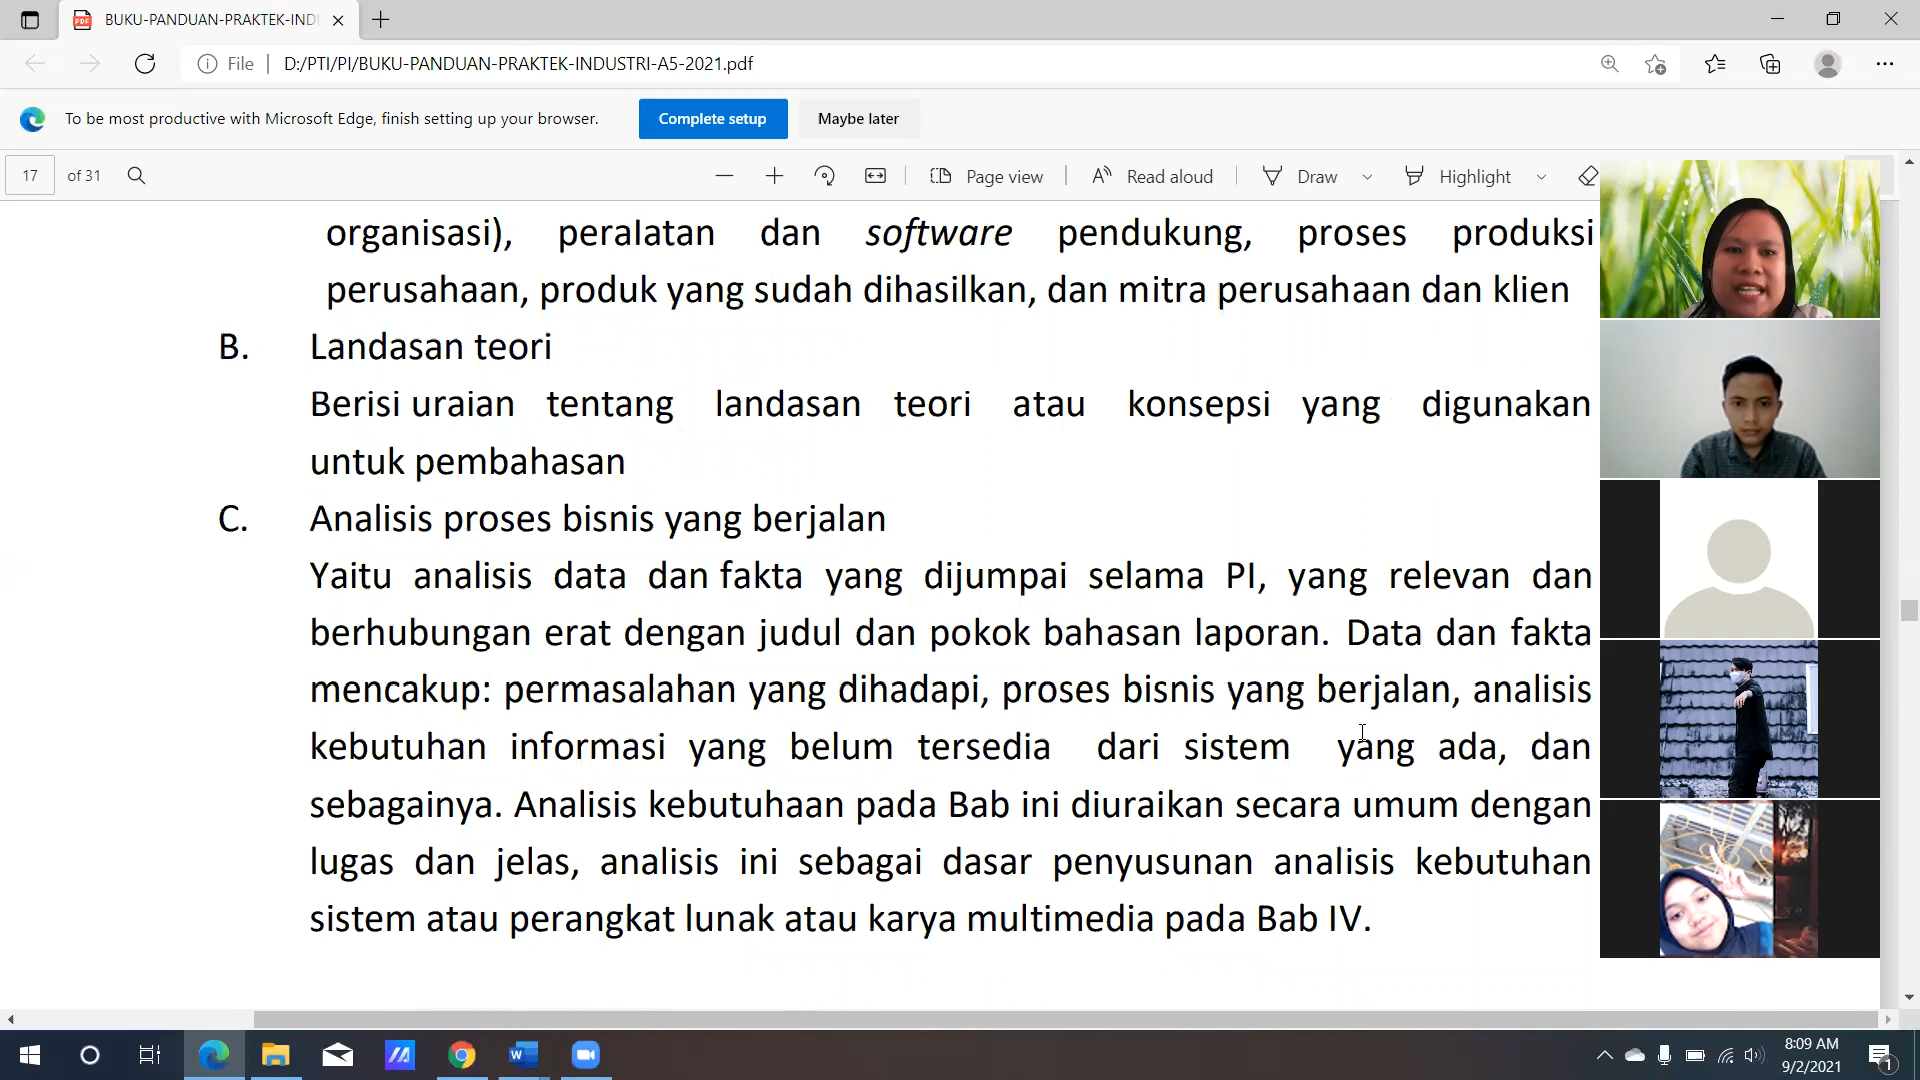 BUKU-PANDUAN-PRAKTEK-IND
File
D:/PTI/PI/BUKU-PANDUAN-PRAKTEK-INDUSTRI-A5-2021.pdf
To be most productive with Microsoft Edge, finish setting up your browser.
Complete setup
Maybe later
17 of 31
Page view
Read aloud
Draw
Highlight
organisasi), peralatan dan software pendukung, proses produksi
perusahaan, produk yang sudah dihasilkan, dan mitra perusahaan dan klien
B. Landasan teori
Berisi uraian tentang landasan teori atau konsepsi yang digunakan
untuk pembahasan
C. Analisis proses bisnis yang berjalan
Yaitu analisis data dan fakta yang dijumpai selama PI, yang relevan dan
berhubungan erat dengan judul dan pokok bahasan laporan. Data dan fakta
mencakup: permasalahan yang dihadapi, proses bisnis yang berjalan, analisis
kebutuhan informasi yang belum tersedia dari sistem yang ada, dan
sebagainya. Analisis kebutuhaan pada Bab ini diuraikan secara umum dengan
lugas dan jelas, analisis ini sebagai dasar penyusunan analisis kebutuhan
sistem atau perangkat lunak atau karya multimedia pada Bab IV.
8:09 AM
9/2/2021
1